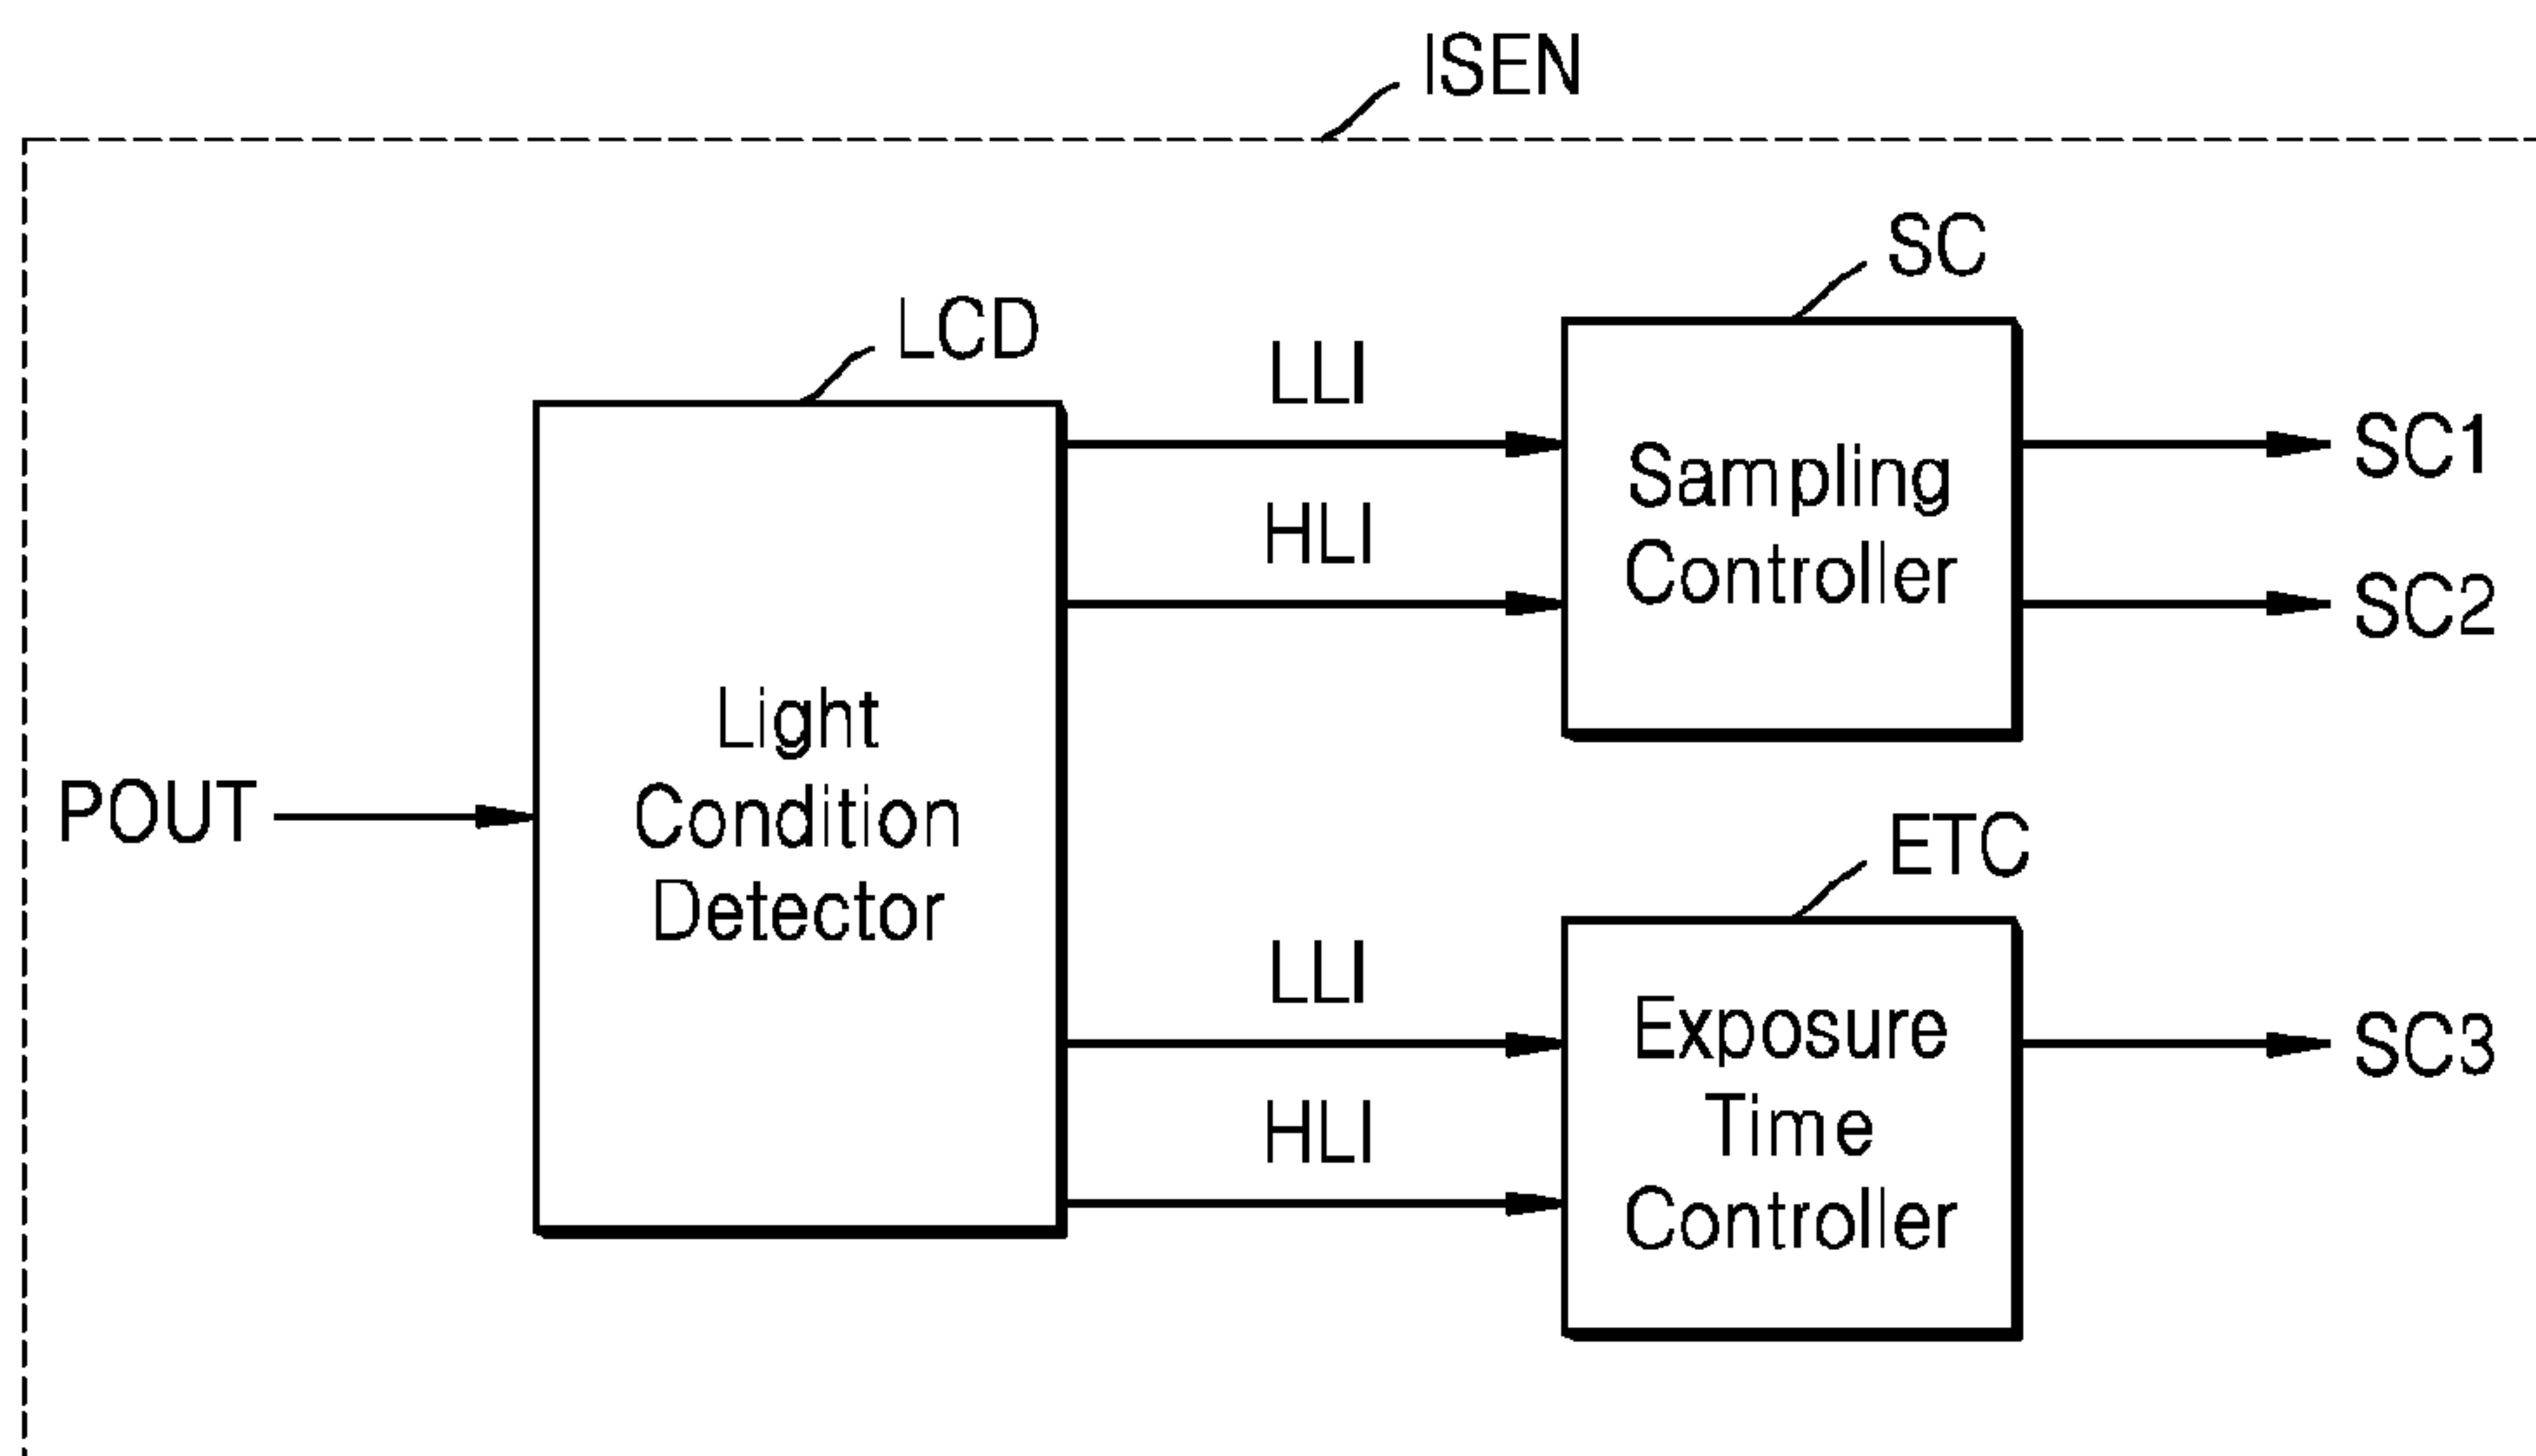 ISEN
SC
LCD
LLI
HLI
Sampling
Controller
SC1
SC2
POUT
Light
Condition
Detector
ETC
LLI
HLI
Exposure
Time
Controller
SC3